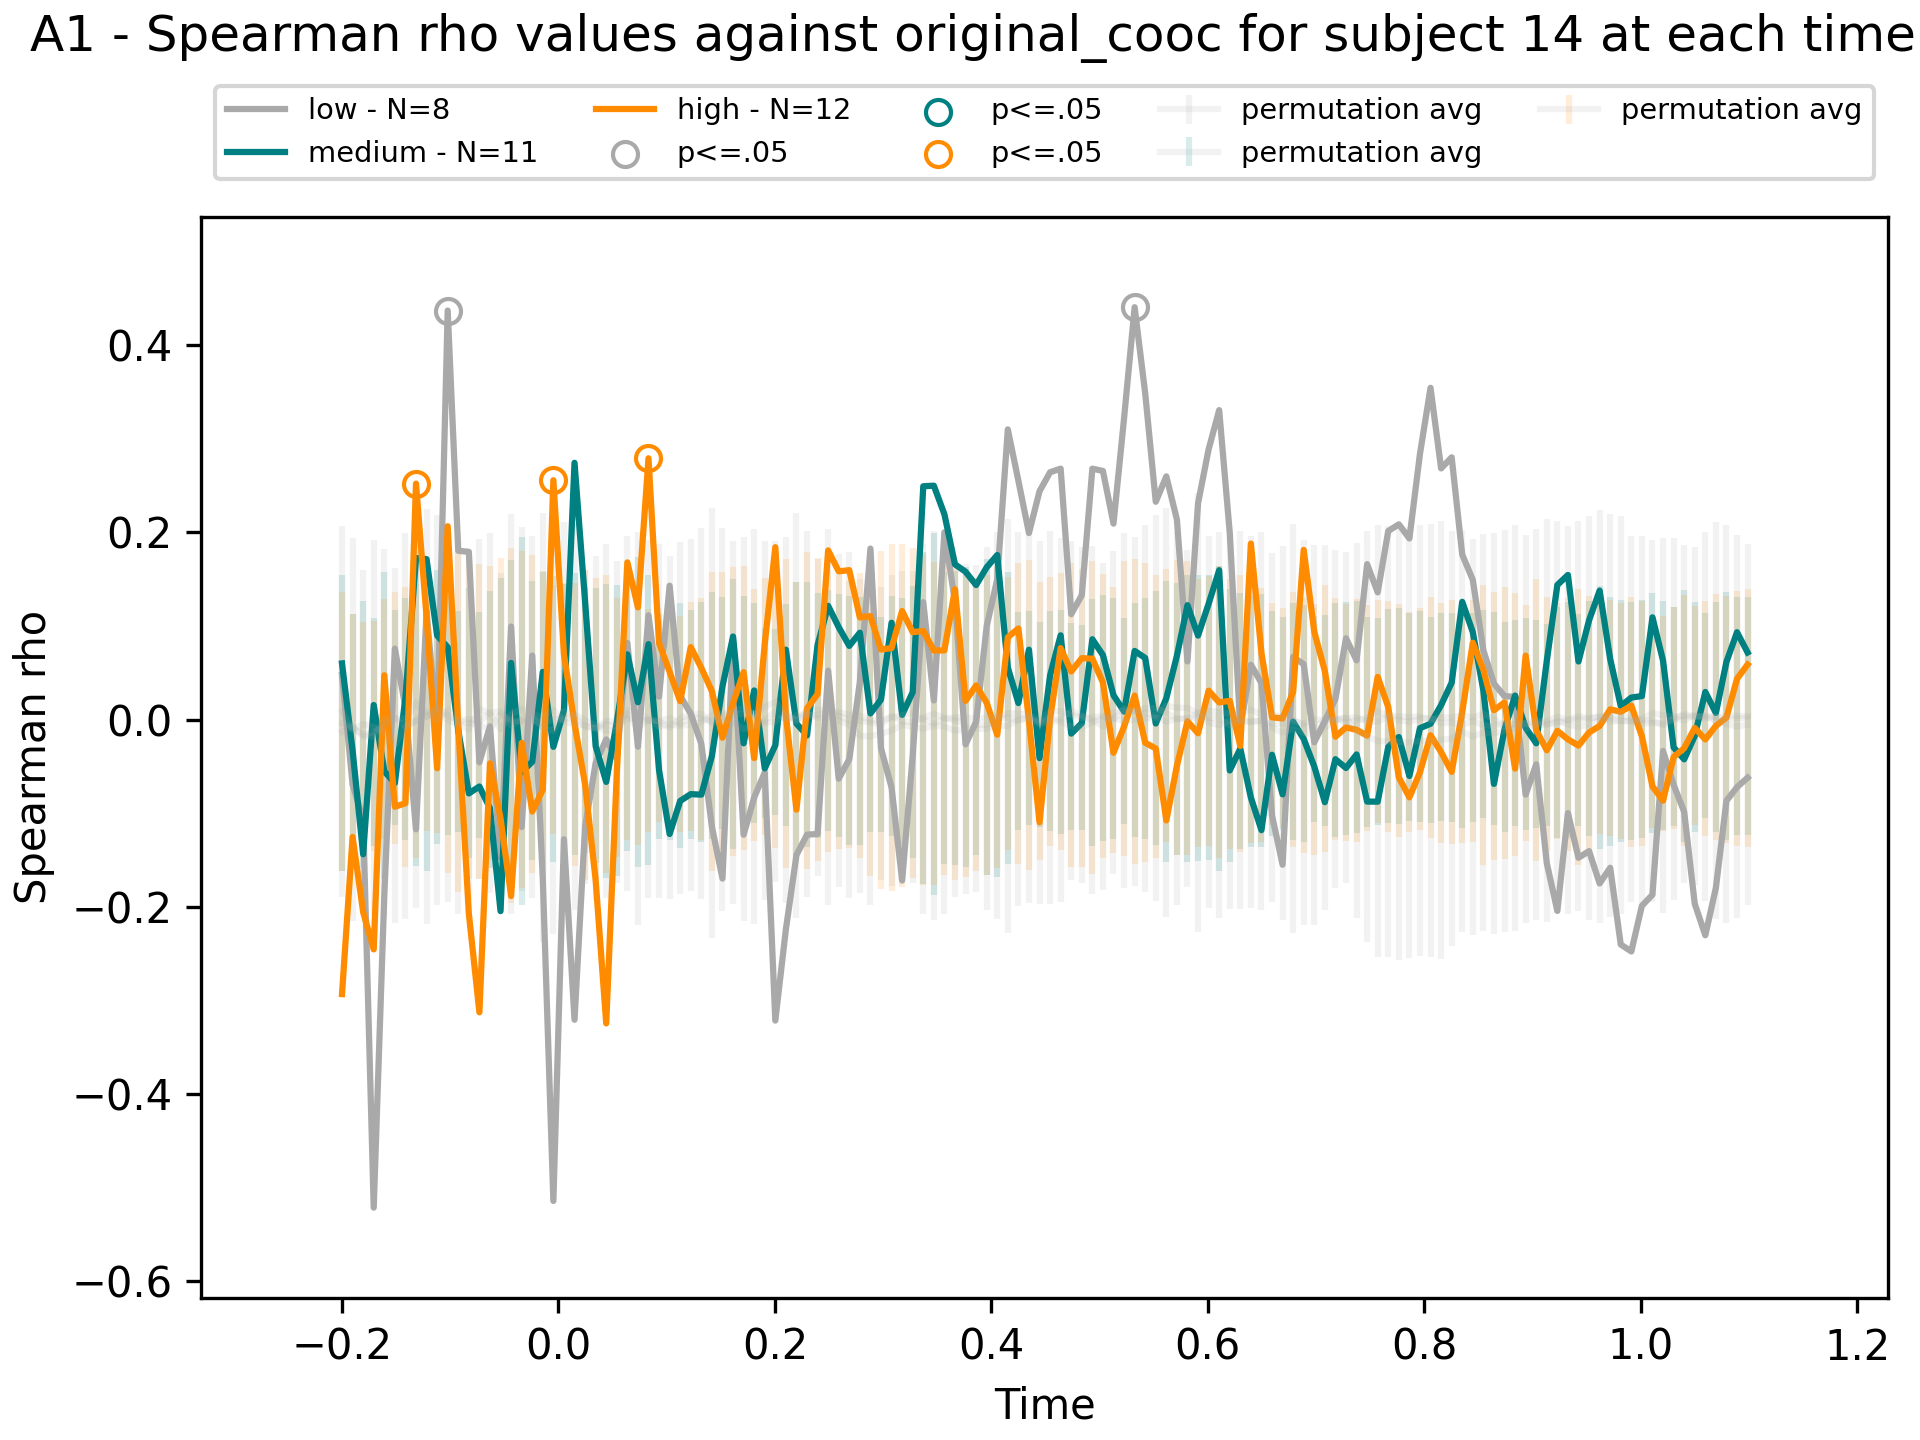 A1 - Spearman rho values against original_cooc for subject 14 at each time
low - N=8
medium - N=11
high - N=12
p<=.05
p<=.05
p<=.05
permutation avg
permutation avg
permutation avg
Spearman rho
0.4
0.2
0.0
−0.2
−0.4
−0.6
−0.2
0.0
0.2
0.4
0.6
0.8
1.0
1.2
Time